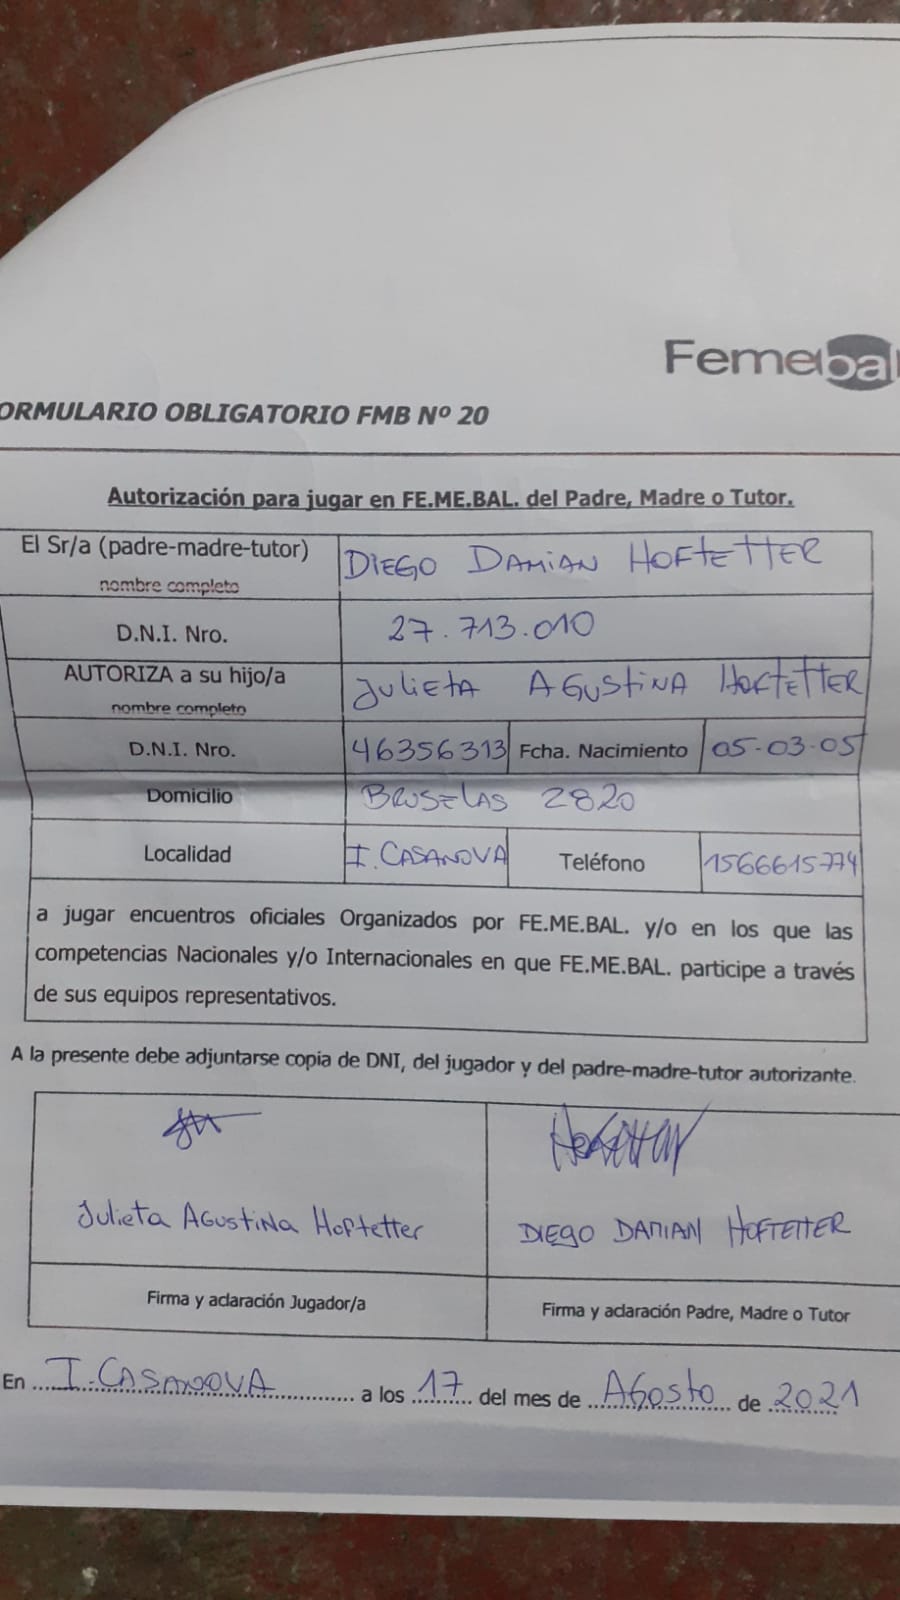 Femebal
ORMULARIO OBLIGATORIO FMB Nº 20
Autorización para jugar en FE.ME.BAL. del Padre, Madre o Tutor.
El Sr/a (padre-madre-tutor) DIEGO DAMIAN HOFTETTER
nombre completo
D.N.I. Nro. 27.713.010
AUTORIZA a su hijo/a JULIETA AGUSTINA HOFTETTER
nombre completo
D.N.I. Nro. 46356313 Fcha. Nacimiento 05-03-05
Domicilio BRUSELAS 2820
Localidad I. CASANOVA Teléfono 1566615774
a jugar encuentros oficiales Organizados por FE.ME.BAL. y/o en los que las
competencias Nacionales y/o Internacionales en que FE.ME.BAL. participe a través
de sus equipos representativos.
A la presente debe adjuntarse copia de DNI, del jugador y del padre-madre-tutor autorizante.
Julieta Agustina Hoftetter DIEGO DAMIAN HOFTETTER
Firma y aclaración Jugador/a Firma y aclaración Padre, Madre o Tutor
En I. CASANOVA a los 17 del mes de AGOSTO de 2021